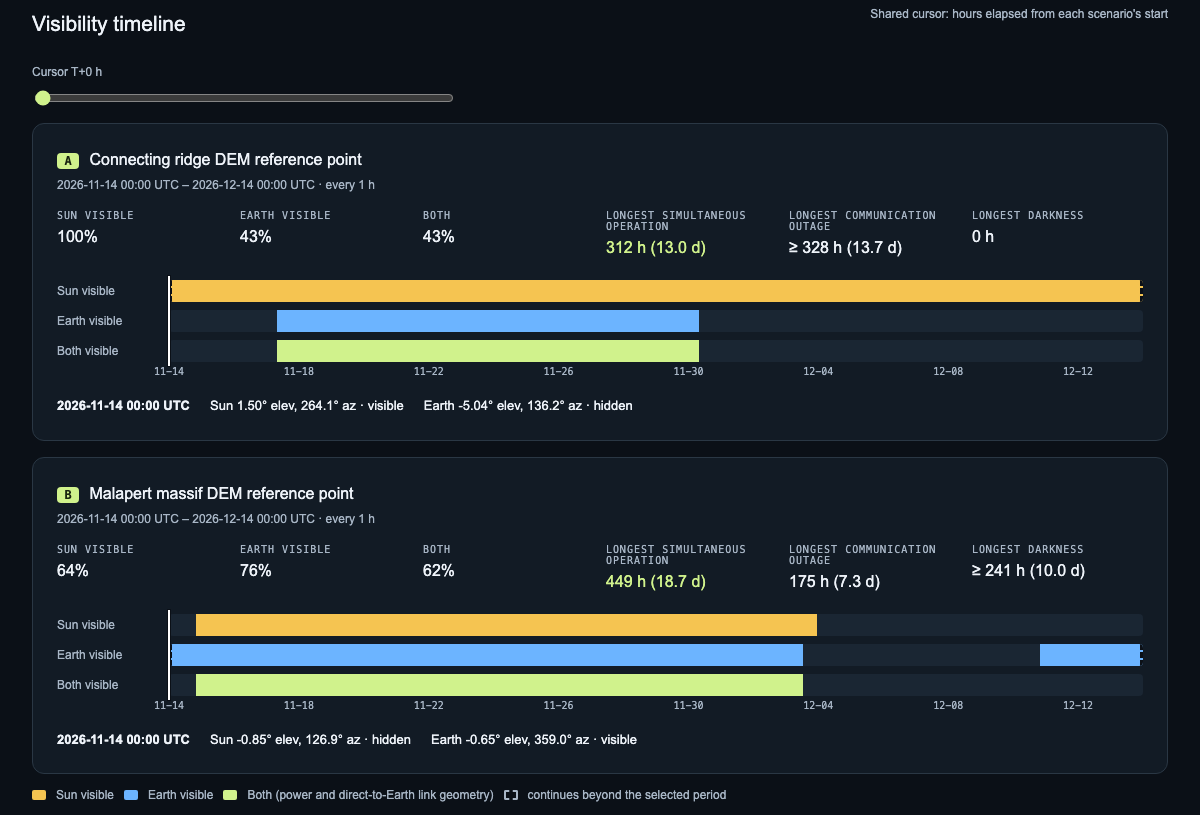 Visibility timeline
Shared cursor: hours elapsed from each scenario's start
Cursor T+0 h
A Connecting ridge DEM reference point
2026-11-14 00:00 UTC – 2026-12-14 00:00 UTC · every 1 h
SUN VISIBLE
100%
EARTH VISIBLE
43%
BOTH
43%
LONGEST SIMULTANEOUS
OPERATION
312 h (13.0 d)
LONGEST COMMUNICATION
OUTAGE
≥ 328 h (13.7 d)
LONGEST DARKNESS
0 h
Sun visible
Earth visible
Both visible
11-14 11-18 11-22 11-26 11-30 12-04 12-08 12-12
2026-11-14 00:00 UTC Sun 1.50° elev, 264.1° az · visible Earth -5.04° elev, 136.2° az · hidden
B Malapert massif DEM reference point
2026-11-14 00:00 UTC – 2026-12-14 00:00 UTC · every 1 h
SUN VISIBLE
64%
EARTH VISIBLE
76%
BOTH
62%
LONGEST SIMULTANEOUS
OPERATION
449 h (18.7 d)
LONGEST COMMUNICATION
OUTAGE
175 h (7.3 d)
LONGEST DARKNESS
≥ 241 h (10.0 d)
Sun visible
Earth visible
Both visible
11-14 11-18 11-22 11-26 11-30 12-04 12-08 12-12
2026-11-14 00:00 UTC Sun -0.85° elev, 126.9° az · hidden Earth -0.65° elev, 359.0° az · visible
Sun visible Earth visible Both (power and direct-to-Earth link geometry) continues beyond the selected period